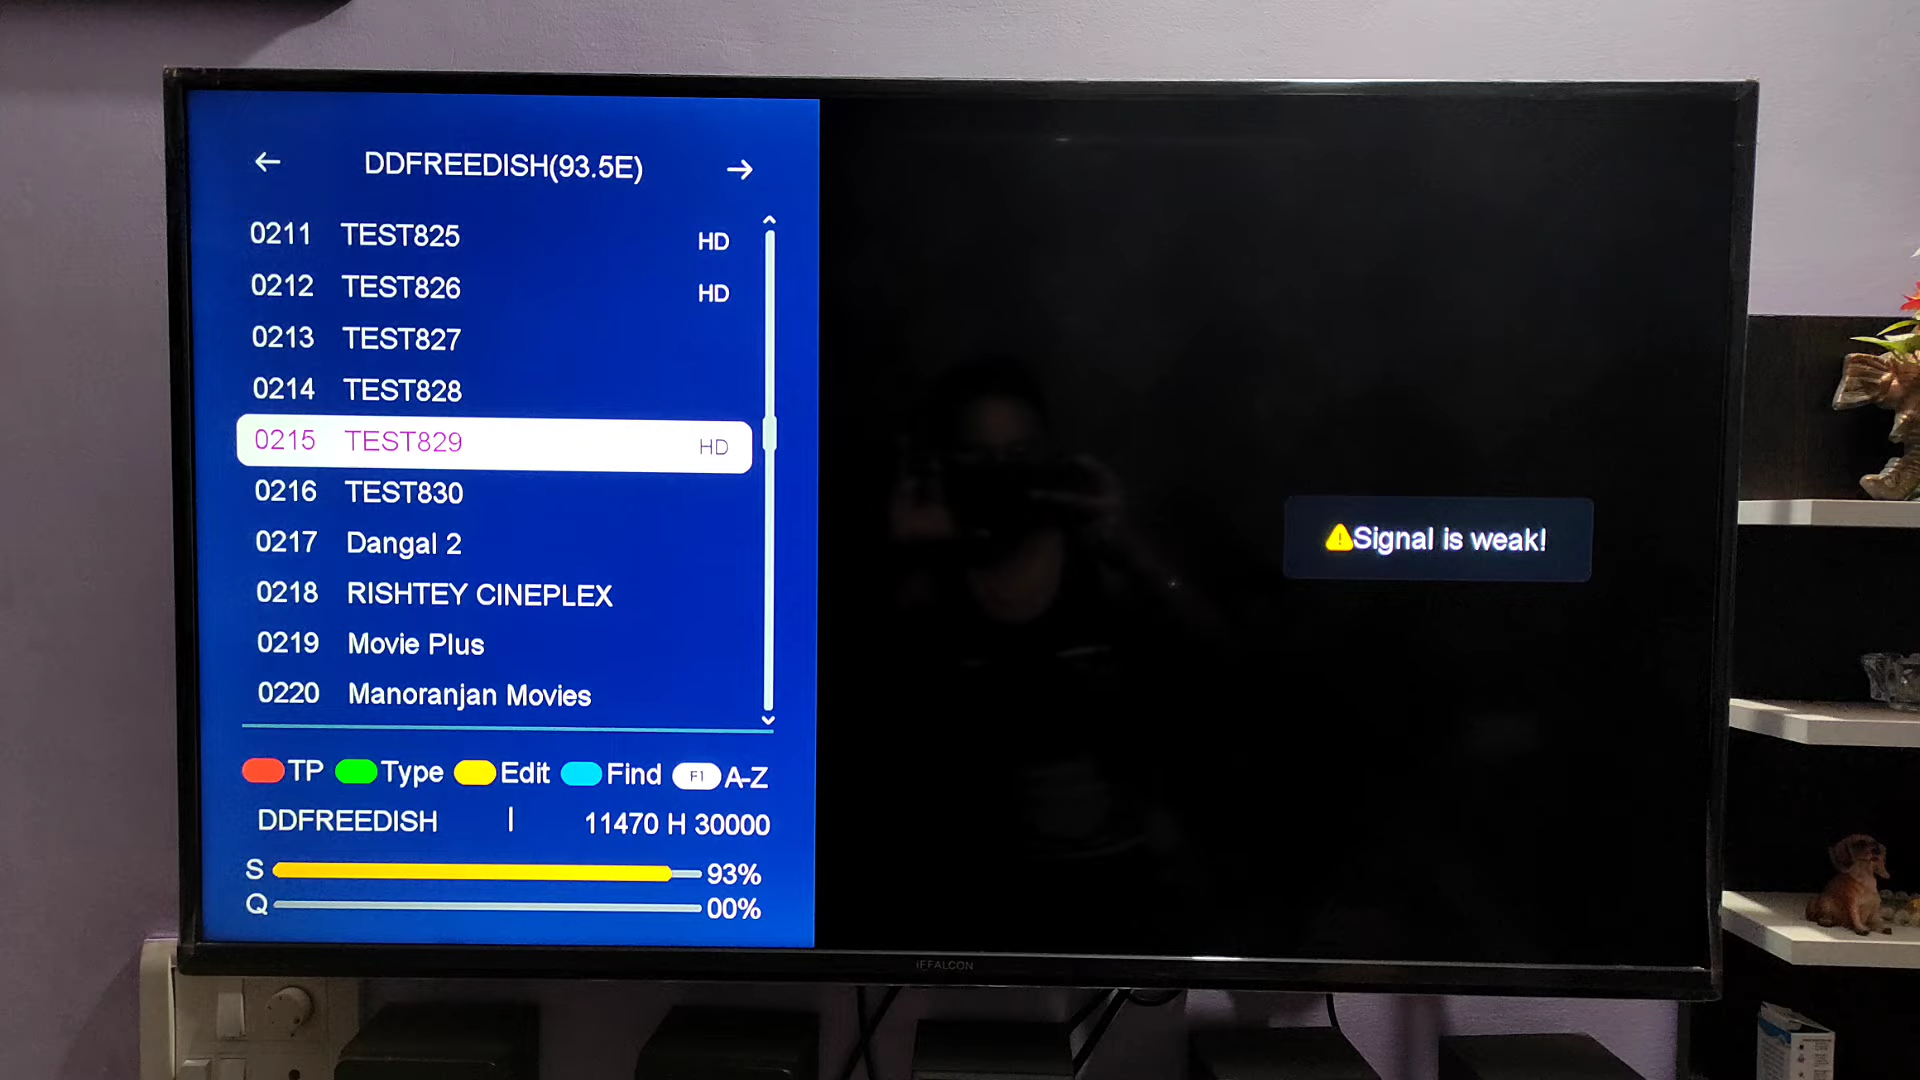 ← DDFREEDISH(93.5E) →
0211 TEST825 HD
0212 TEST826 HD
0213 TEST827
0214 TEST828
0215 TEST829 HD
0216 TEST830
0217 Dangal 2
0218 RISHTEY CINEPLEX
0219 Movie Plus
0220 Manoranjan Movies
TP Type Edit Find F1 A-Z
DDFREEDISH | 11470 H 30000
S 93%
Q 00%
Signal is weak!
iFFALCON